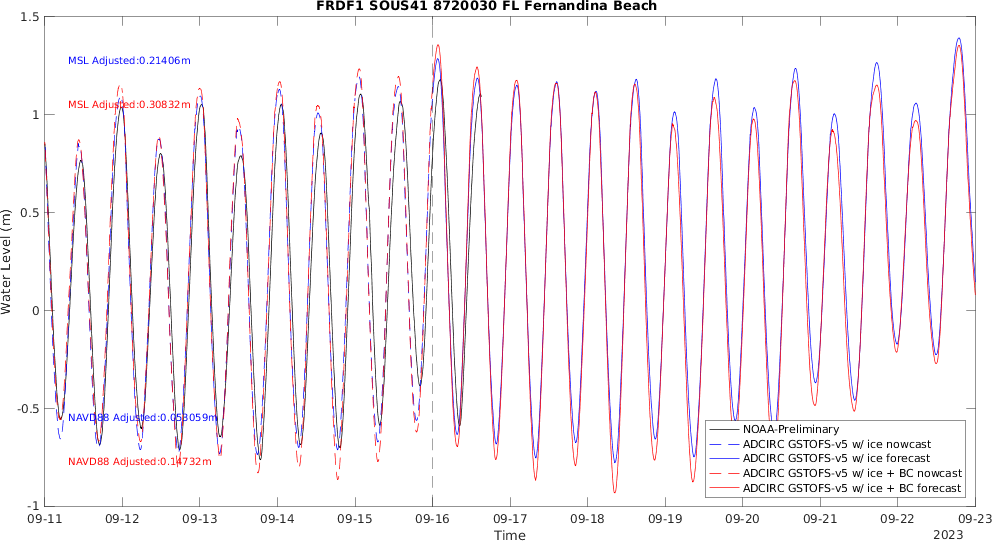 FRDF1 SOUS41 8720030 FL Fernandina Beach
1.5
MSL Adjusted:0.21406m
MSL Adjusted:0.30832m
1
0.5
Water Level (m)
0
-0.5
NAVD88 Adjusted:0.053059m
NAVD88 Adjusted:0.14732m
NOAA-Preliminary
ADCIRC GSTOFS-v5 w/ ice nowcast
ADCIRC GSTOFS-v5 w/ ice forecast
ADCIRC GSTOFS-v5 w/ ice + BC nowcast
ADCIRC GSTOFS-v5 w/ ice + BC forecast
-1
09-11 09-12 09-13 09-14 09-15 09-16 09-17 09-18 09-19 09-20 09-21 09-22 09-23
Time
2023